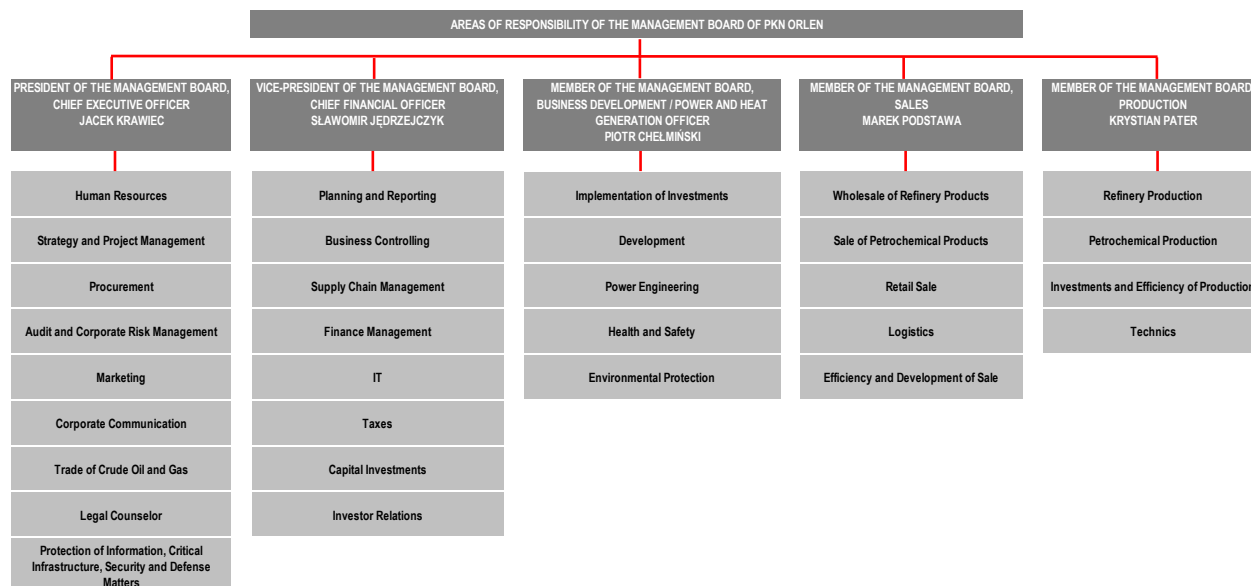 AREAS OF RESPONSIBILITY OF THE MANAGEMENT BOARD OF PKN ORLEN
PRESIDENT OF THE MANAGEMENT BOARD,
CHIEF EXECUTIVE OFFICER
JACEK KRAWIEC
Human Resources
Strategy and Project Management
Procurement
Audit and Corporate Risk Management
Marketing
Corporate Communication
Trade of Crude Oil and Gas
Legal Counselor
Protection of Information, Critical
Infrastructure, Security and Defense
Matters
VICE-PRESIDENT OF THE MANAGEMENT BOARD,
CHIEF FINANCIAL OFFICER
SŁAWOMIR JĘDRZEJCZYK
Planning and Reporting
Business Controlling
Supply Chain Management
Finance Management
IT
Taxes
Capital Investments
Investor Relations
MEMBER OF THE MANAGEMENT BOARD,
BUSINESS DEVELOPMENT / POWER AND HEAT
GENERATION OFFICER
PIOTR CHEŁMIŃSKI
Implementation of Investments
Development
Power Engineering
Health and Safety
Environmental Protection
MEMBER OF THE MANAGEMENT BOARD,
SALES
MAREK PODSTAWA
Wholesale of Refinery Products
Sale of Petrochemical Products
Retail Sale
Logistics
Efficiency and Development of Sale
MEMBER OF THE MANAGEMENT BOARD
PRODUCTION
KRYSTIAN PATER
Refinery Production
Petrochemical Production
Investments and Efficiency of Production
Technics